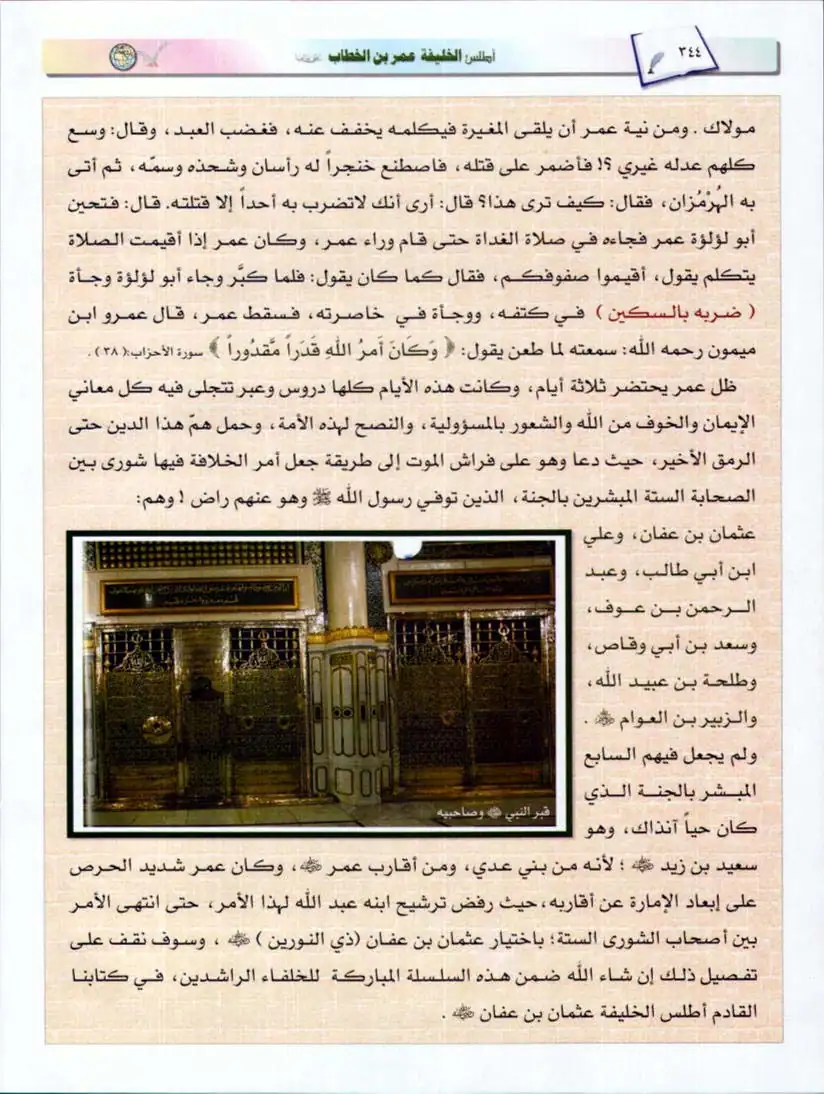 ٣٤٤
أطلس الخليفة عمر بن الخطاب
مولاك . ومن نية عمر أن يلقى المغيرة فيكلمه يخفف عنه، فغضب العبد، وقال: وسع
كلهم عدله غيري ؟! فأضمر على قتله، فاصطنع خنجراً له رأسان وشحذه وسمّه، ثم أتى
به الهُرْمُزان، فقال: كيف ترى هذا؟ قال: أرى أنك لاتضرب به أحداً إلا قتلته. قال: فتحين
أبو لؤلؤة عمر فجاءه في صلاة الغداة حتى قام وراء عمر، وكان عمر إذا أقيمت الصلاة
يتكلم يقول، أقيموا صفوفكم، فقال كما كان يقول: فلما كبَّر وجاء أبو لؤلؤة وجأة
( ضربه بالسكين ) في كتفه، ووجأة في خاصرته، فسقط عمر، قال عمرو ابن
ميمون رحمه الله: سمعته لما طعن يقول: ﴿ وَكَانَ أَمرُ اللهِ قَدَراً مَّقدُوراً ﴾ سورة الأحزاب:( ٣٨ ) .
ظل عمر يحتضر ثلاثة أيام، وكانت هذه الأيام كلها دروس وعبر تتجلى فيه كل معاني
الإيمان والخوف من الله والشعور بالمسؤولية، والنصح لهذه الأمة، وحمل همّ هذا الدين حتى
الرمق الأخير، حيث دعا وهو على فراش الموت إلى طريقة جعل أمر الخلافة فيها شورى بين
الصحابة الستة المبشرين بالجنة، الذين توفي رسول الله ﷺ وهو عنهم راض ! وهم:
عثمان بن عفان، وعلي
ابن أبي طالب، وعبد
الرحمن بن عوف،
وسعد بن أبي وقاص،
وطلحة بن عبيد الله،
والزبير بن العوام ﷺ .
ولم يجعل فيهم السابع
المبشر بالجنة الذي
كان حياً آنذاك، وهو
قبر النبي ﷺ وصاحبيه
سعيد بن زيد ؛ لأنه من بني عدي، ومن أقارب عمر ، وكان عمر شديد الحرص
على إبعاد الإمارة عن أقاربه، حيث رفض ترشيح ابنه عبد الله لهذا الأمر، حتى انتهى الأمر
بين أصحاب الشورى الستة؛ باختيار عثمان بن عفان (ذي النورين ) ، وسوف نقف على
تفصيل ذلك إن شاء الله ضمن هذه السلسلة المباركة للخلفاء الراشدين، في كتابنا
القادم أطلس الخليفة عثمان بن عفان .